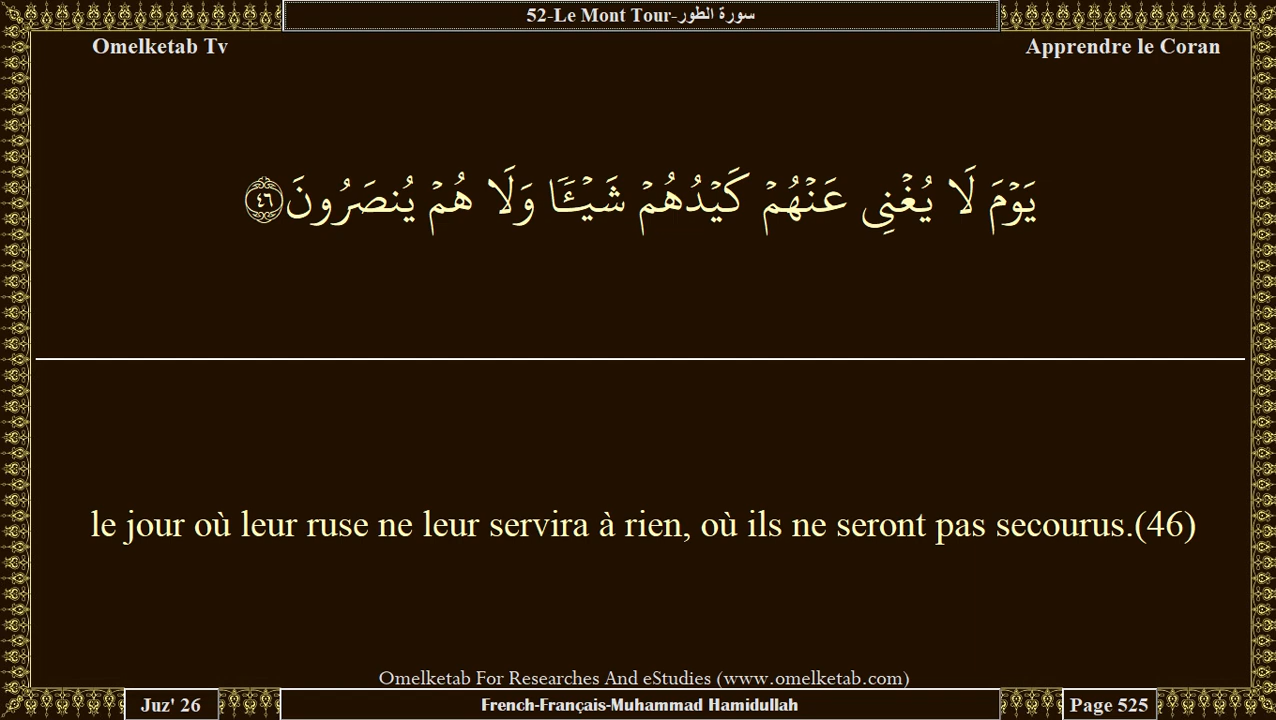 52-Le Mont Tour-سورة الطور
Omelketab Tv
Apprendre le Coran
يَوۡمَ لَا يُغۡنِى عَنۡهُمۡ كَيۡدُهُمۡ شَيۡـًٔا وَلَا هُمۡ يُنصَرُونَ ٤٦
le jour où leur ruse ne leur servira à rien, où ils ne seront pas secourus.(46)
Omelketab For Researches And eStudies (www.omelketab.com)
Juz' 26
French-Français-Muhammad Hamidullah
Page 525